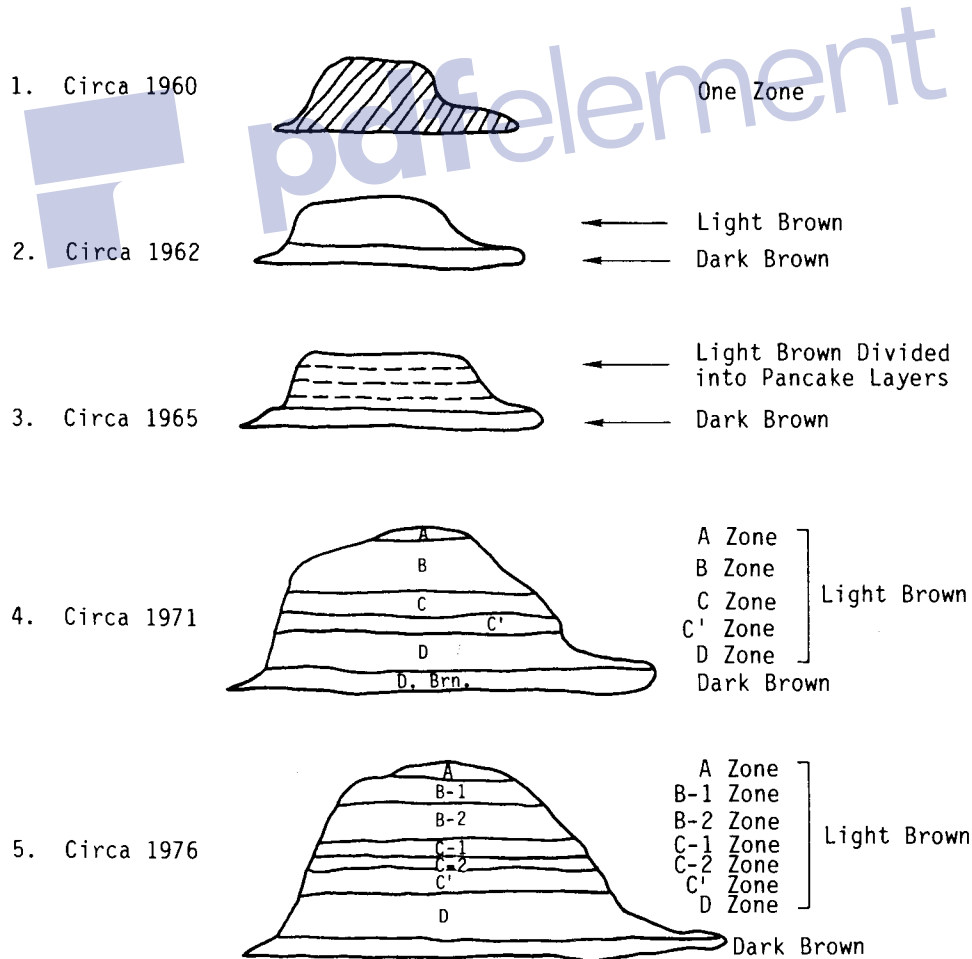 pdfelement
1. Circa 1960
One Zone
2. Circa 1962
Light Brown
Dark Brown
3. Circa 1965
Light Brown Divided
into Pancake Layers
Dark Brown
4. Circa 1971
A
B
C
C'
D
D. Brn.
A Zone
B Zone
C Zone
C' Zone
D Zone
Light Brown
Dark Brown
5. Circa 1976
A
B-1
B-2
C-1
C-2
C'
D
A Zone
B-1 Zone
B-2 Zone
C-1 Zone
C-2 Zone
C' Zone
D Zone
Light Brown
Dark Brown